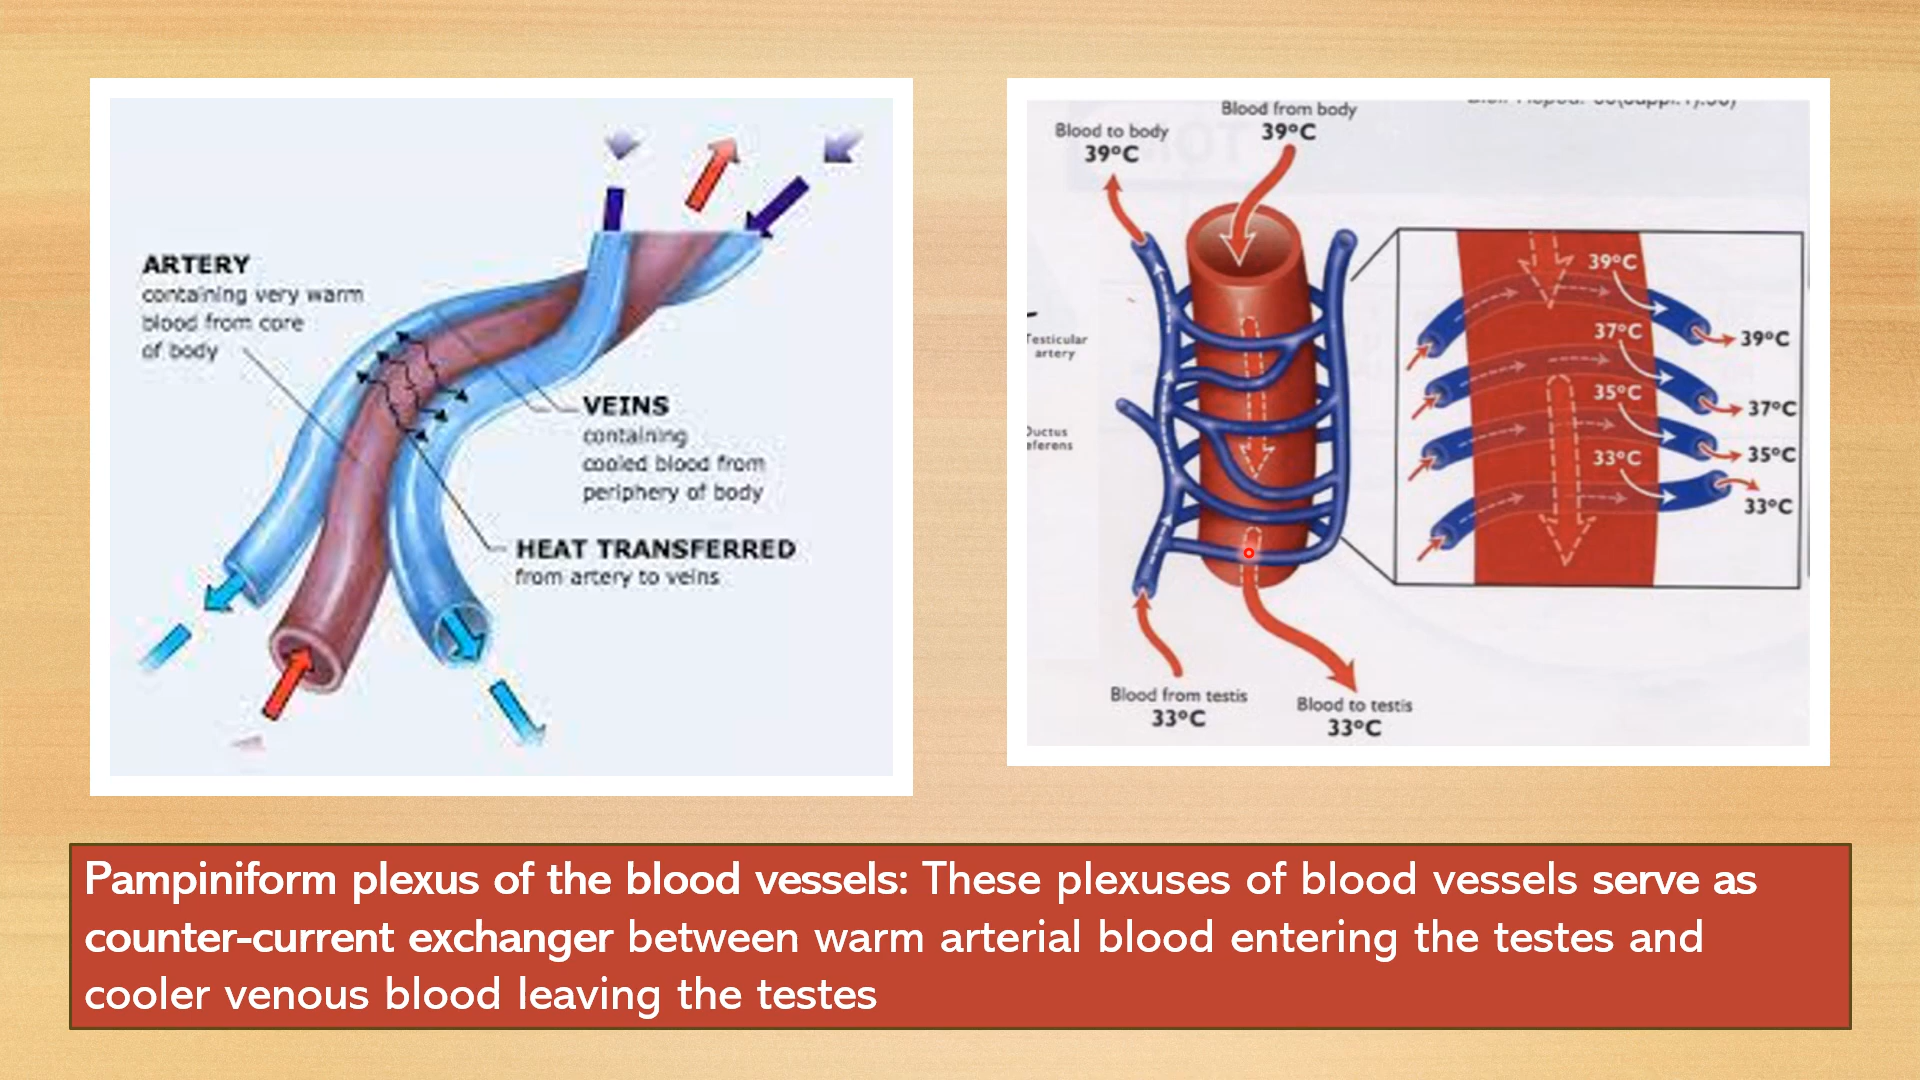 ARTERY
containing very warm
blood from core
of body
VEINS
containing
cooled blood from
periphery of body
HEAT TRANSFERRED
from artery to veins
Blood to body
39°C
Blood from body
39°C
Testicular
artery
Ductus
eferens
39°C
39°C
37°C
37°C
35°C
35°C
33°C
33°C
Blood from testis
33°C
Blood to testis
33°C
Pampiniform plexus of the blood vessels: These plexuses of blood vessels serve as
counter-current exchanger between warm arterial blood entering the testes and
cooler venous blood leaving the testes